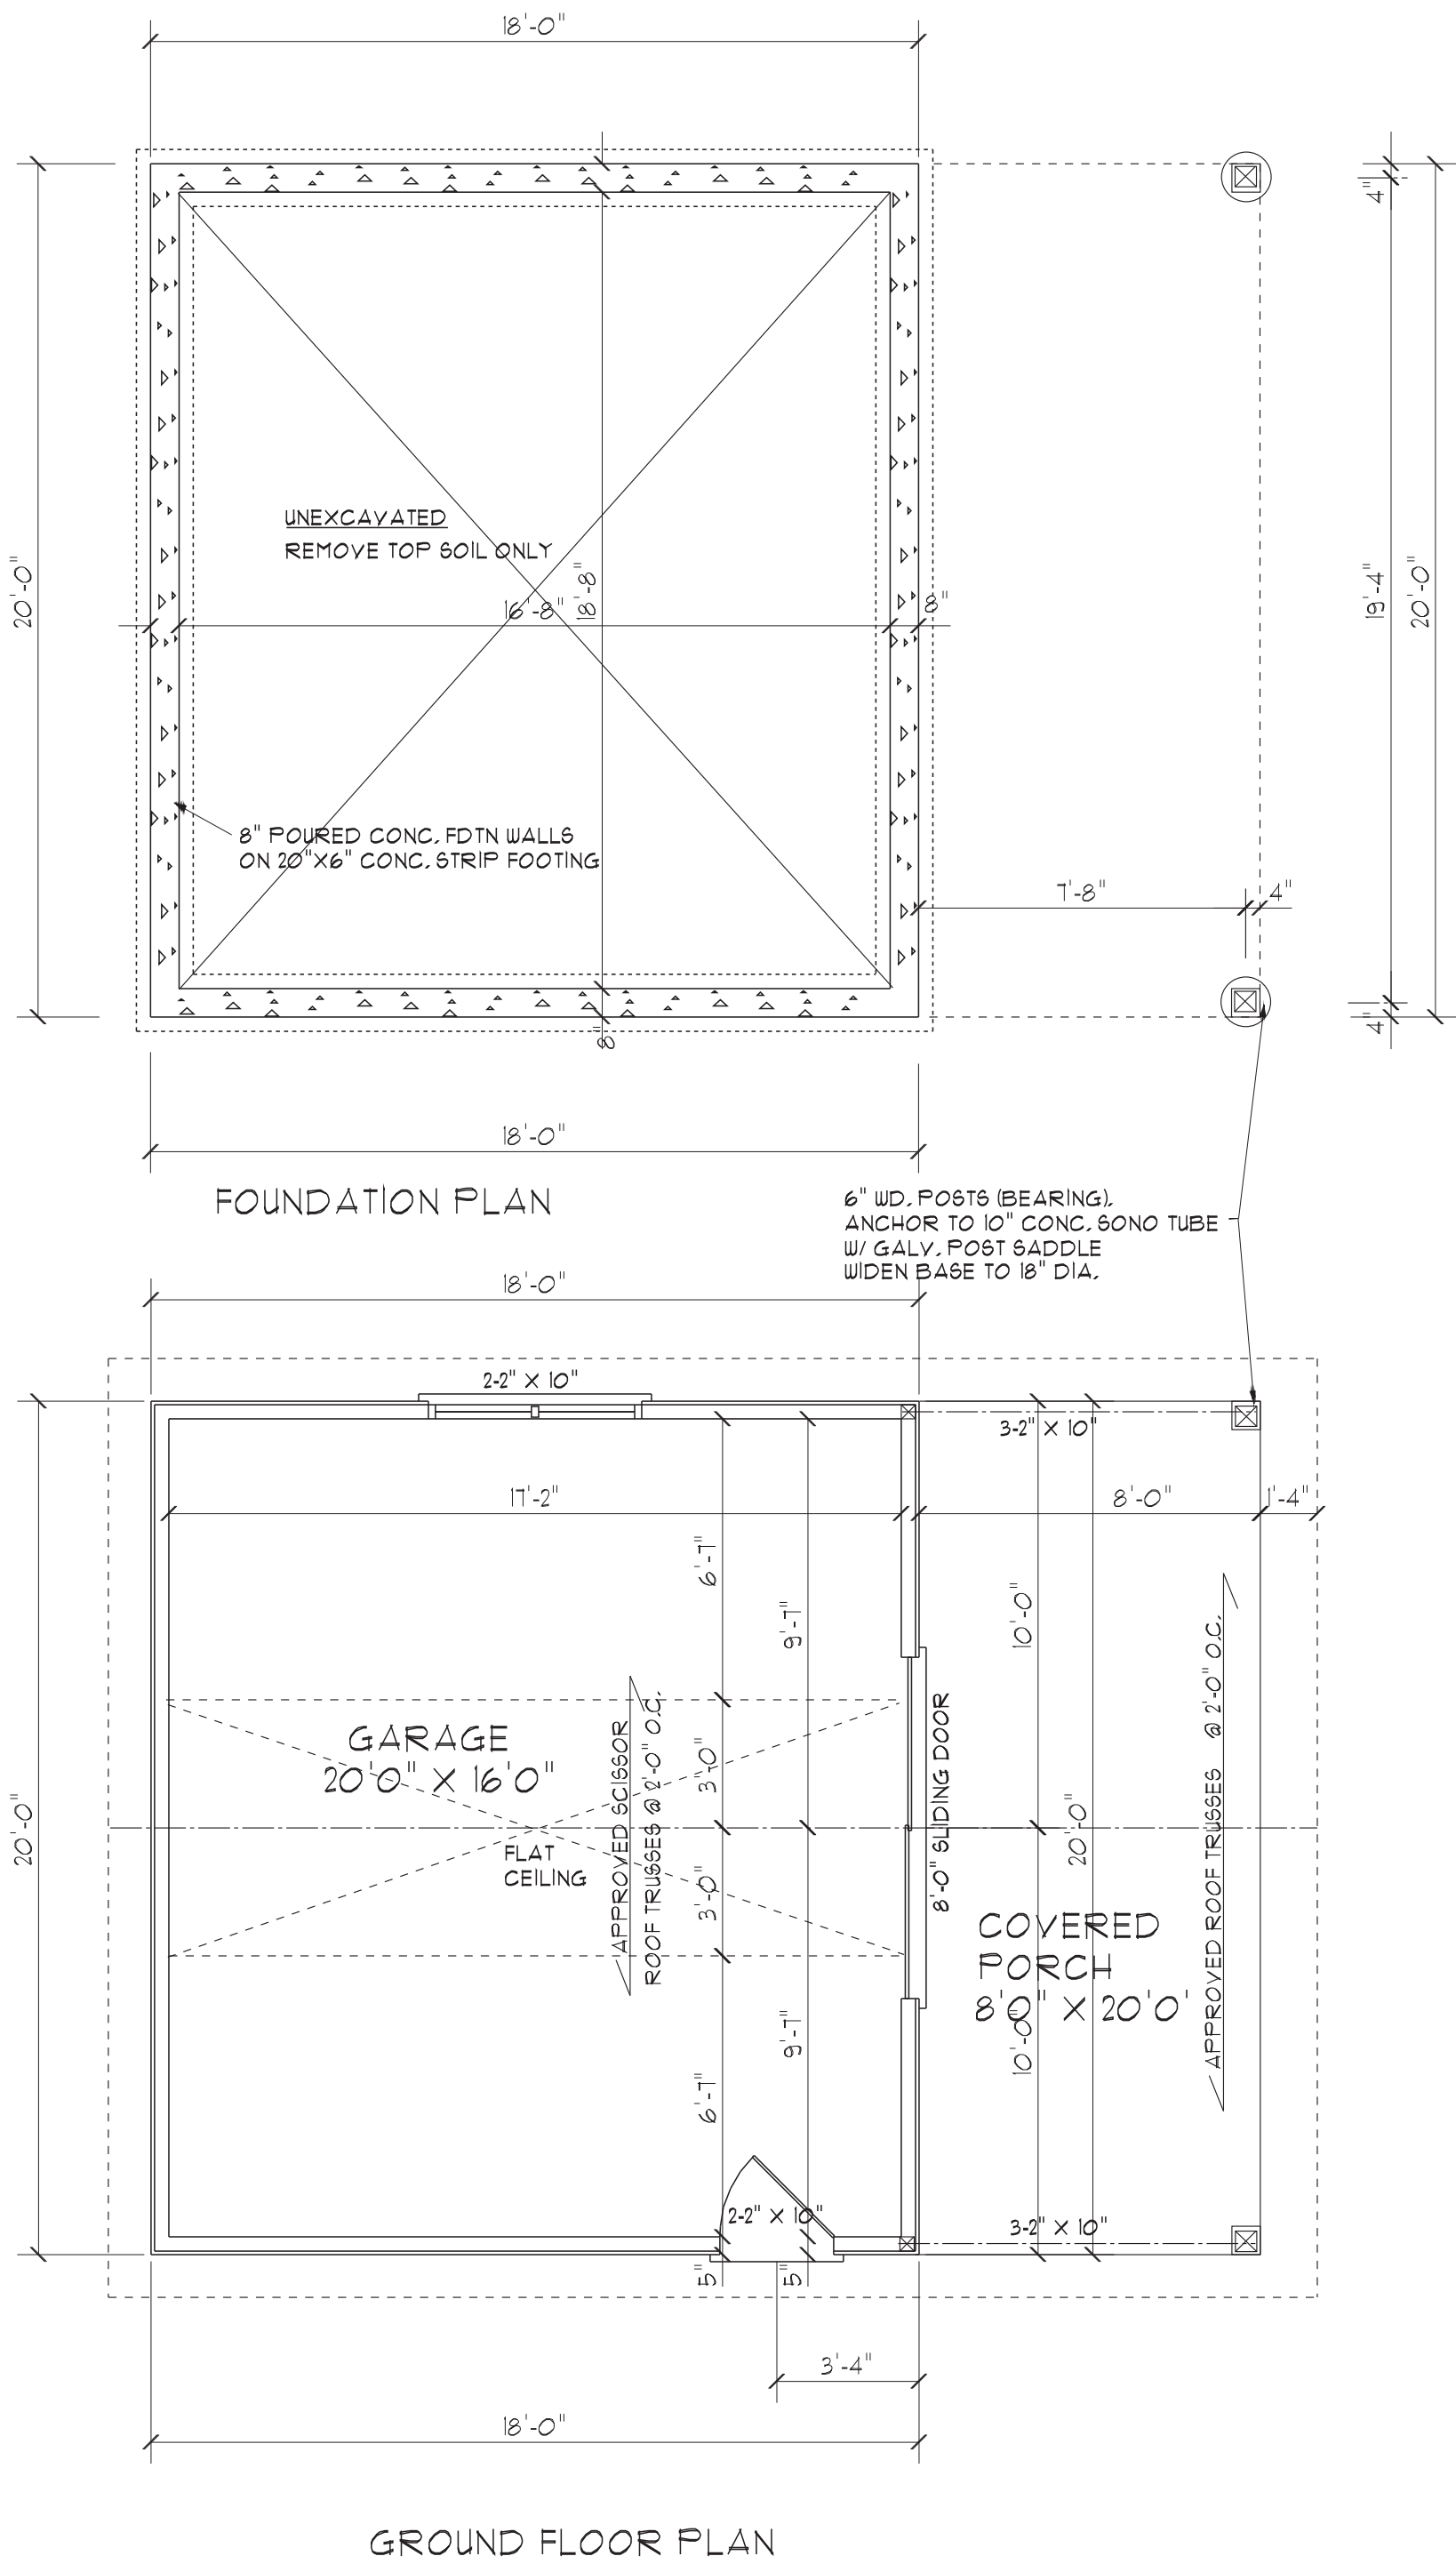 18'-0"
4"
UNEXCAVATED
REMOVE TOP SOIL ONLY
20'-0"
16'-8"
18'-8"
8"
19'-4"
20'-0"
8" POURED CONC. FDTN WALLS
ON 20"X6" CONC. STRIP FOOTING
7'-8"
4"
8"
4"
18'-0"
FOUNDATION PLAN
6" WD. POSTS (BEARING).
ANCHOR TO 10" CONC. SONO TUBE
W/ GALV. POST SADDLE
WIDEN BASE TO 18" DIA.
18'-0"
2-2" X 10"
3-2" X 10"
17'-2"
8'-0"
1'-4"
6'-7"
9'-7"
10'-0"
GARAGE
20'0" X 16'0"
APPROVED SCISSOR
ROOF TRUSSES @ 2'-0" O.C.
3'-0"
8'-0" SLIDING DOOR
20'-0"
20'-0"
APPROVED ROOF TRUSSES @ 2'-0" O.C.
FLAT
CEILING
3'-0"
COVERED
PORCH
8'0" X 20'0'
10'-0"
9'-7"
6'-7"
2-2" X 10"
3-2" X 10"
5"
5"
3'-4"
18'-0"
GROUND FLOOR PLAN